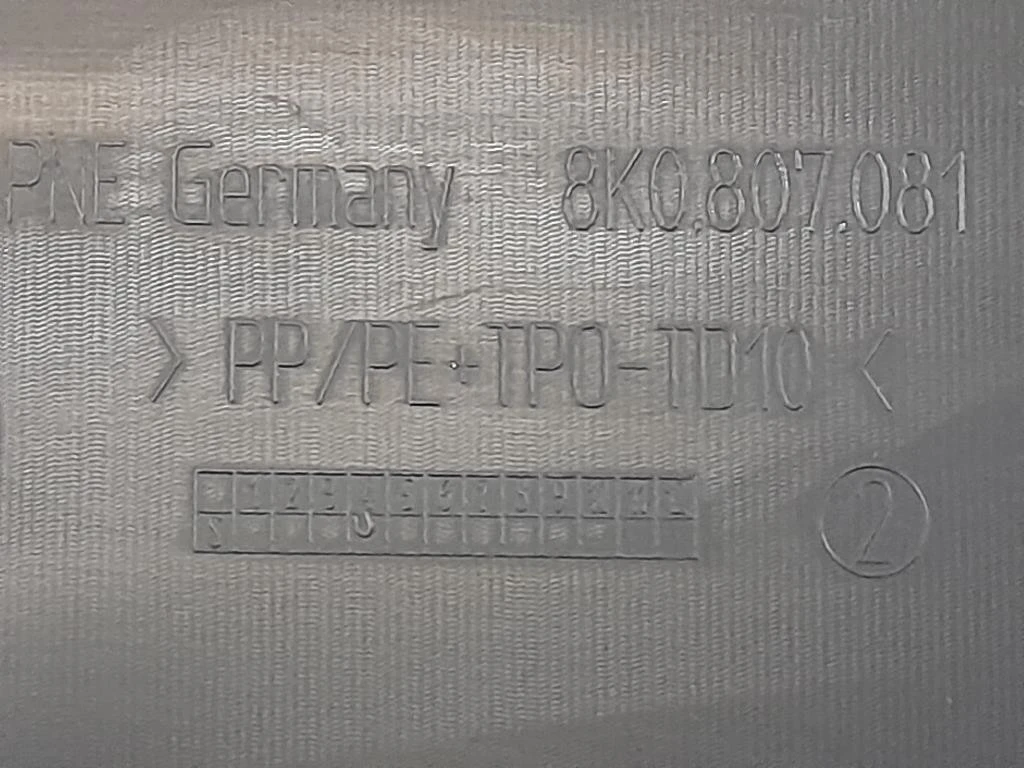 PNE Germany 8K0.807.081
>PP/PE+TPO-TD10<
2